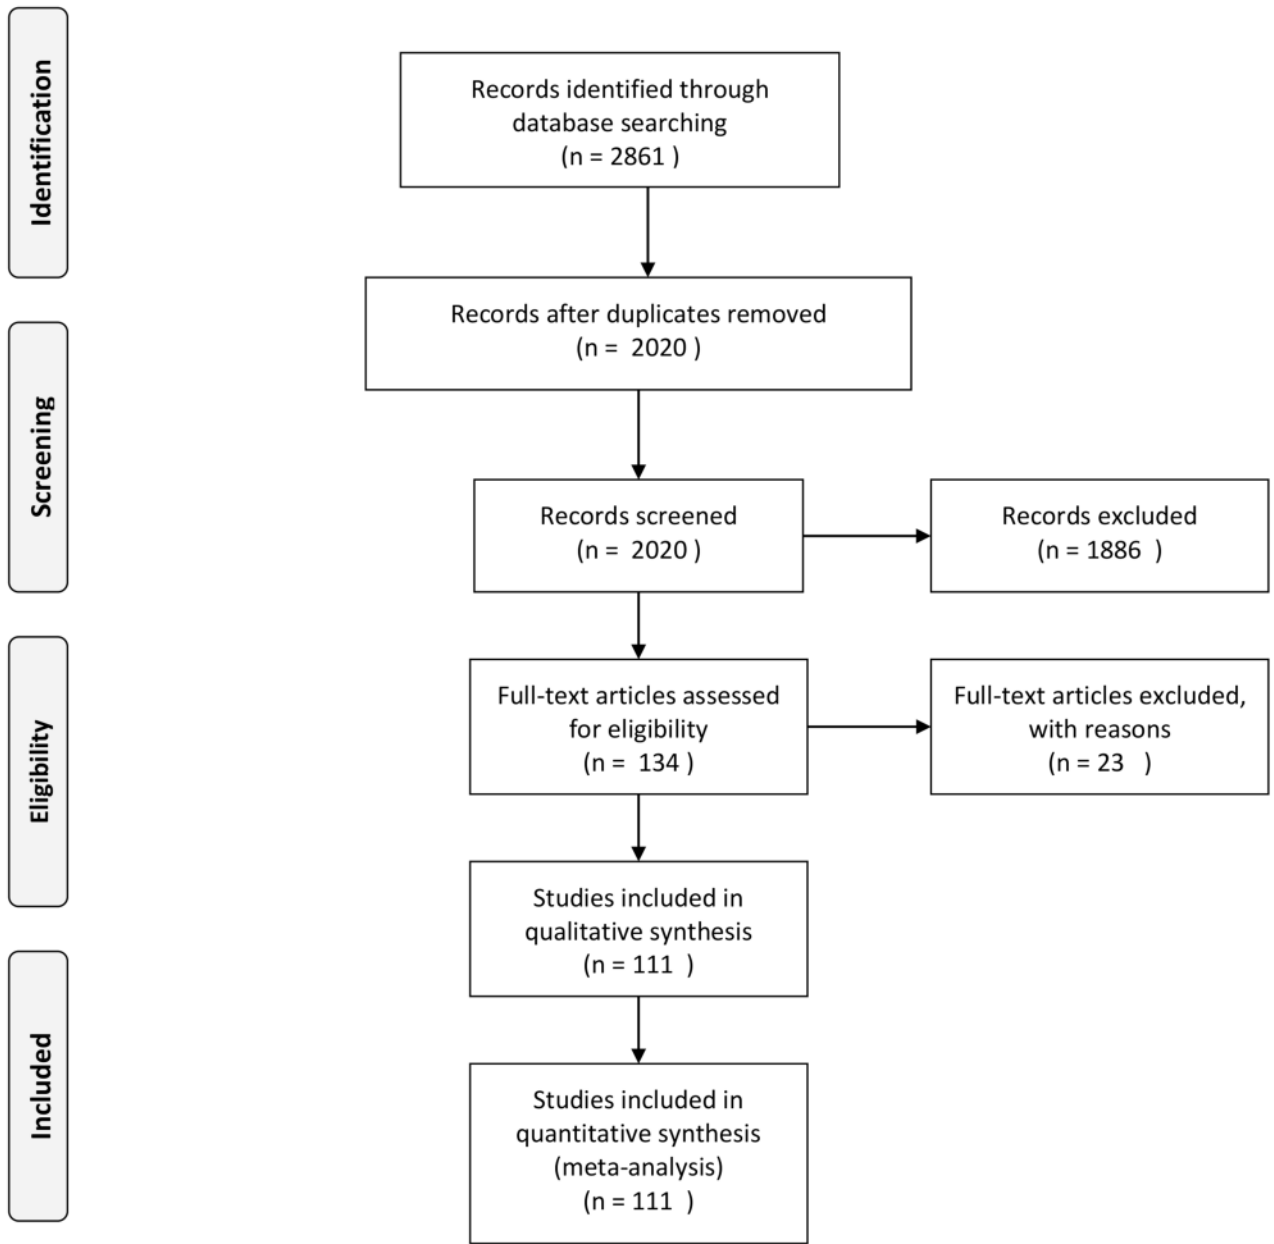 Identification
Records identified through
database searching
(n = 2861 )
Records after duplicates removed
(n = 2020 )
Screening
Records screened
(n = 2020 )
Records excluded
(n = 1886 )
Eligibility
Full-text articles assessed
for eligibility
(n = 134 )
Full-text articles excluded,
with reasons
(n = 23 )
Studies included in
qualitative synthesis
(n = 111 )
Included
Studies included in
quantitative synthesis
(meta-analysis)
(n = 111 )